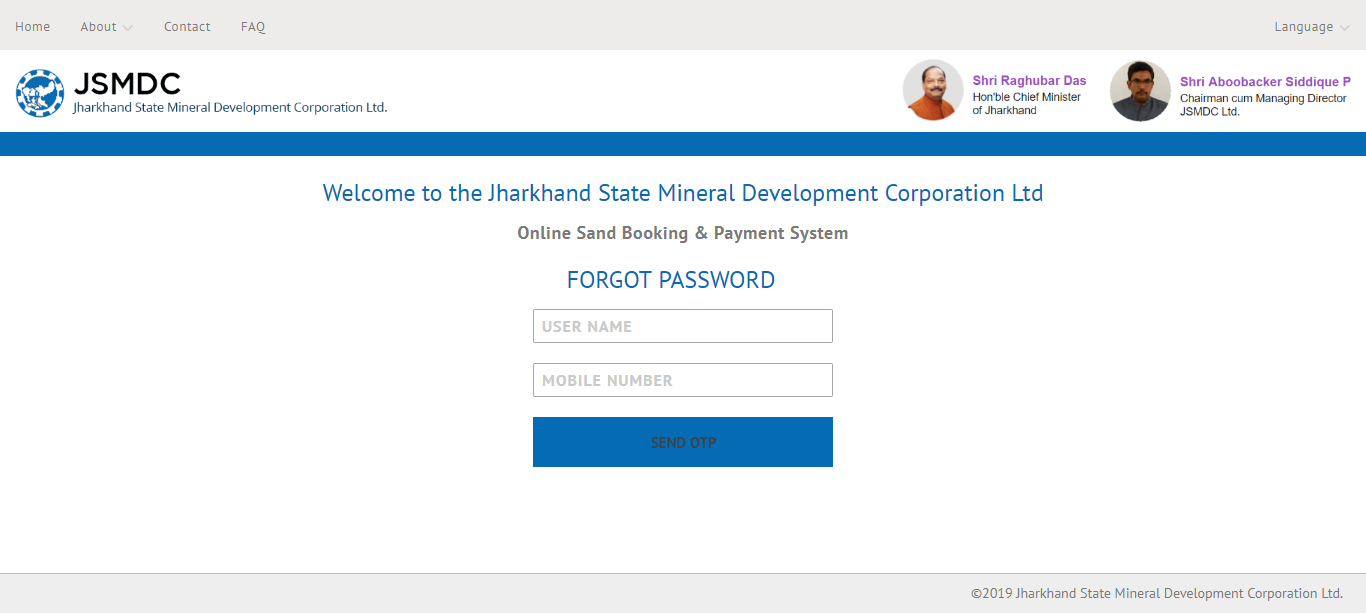 Home About Contact FAQ Language
JSMDC
Jharkhand State Mineral Development Corporation Ltd.
Shri Raghubar Das
Hon'ble Chief Minister
of Jharkhand
Shri Aboobacker Siddique P
Chairman cum Managing Director
JSMDC Ltd.
Welcome to the Jharkhand State Mineral Development Corporation Ltd
Online Sand Booking & Payment System
FORGOT PASSWORD
USER NAME
MOBILE NUMBER
SEND OTP
©2019 Jharkhand State Mineral Development Corporation Ltd.